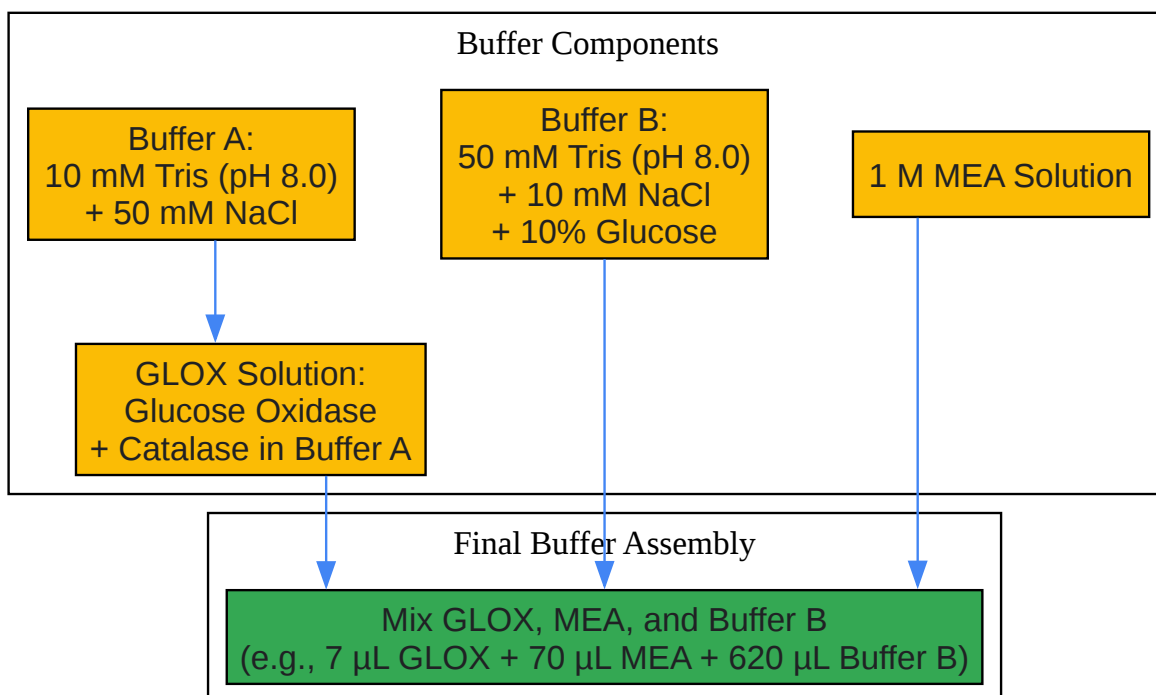 Buffer Components
Buffer A:
10 mM Tris (pH 8.0)
+ 50 mM NaCl
Buffer B:
50 mM Tris (pH 8.0)
+ 10 mM NaCl
+ 10% Glucose
1 M MEA Solution
GLOX Solution:
Glucose Oxidase
+ Catalase in Buffer A
Final Buffer Assembly
Mix GLOX, MEA, and Buffer B
(e.g., 7 µL GLOX + 70 µL MEA + 620 µL Buffer B)